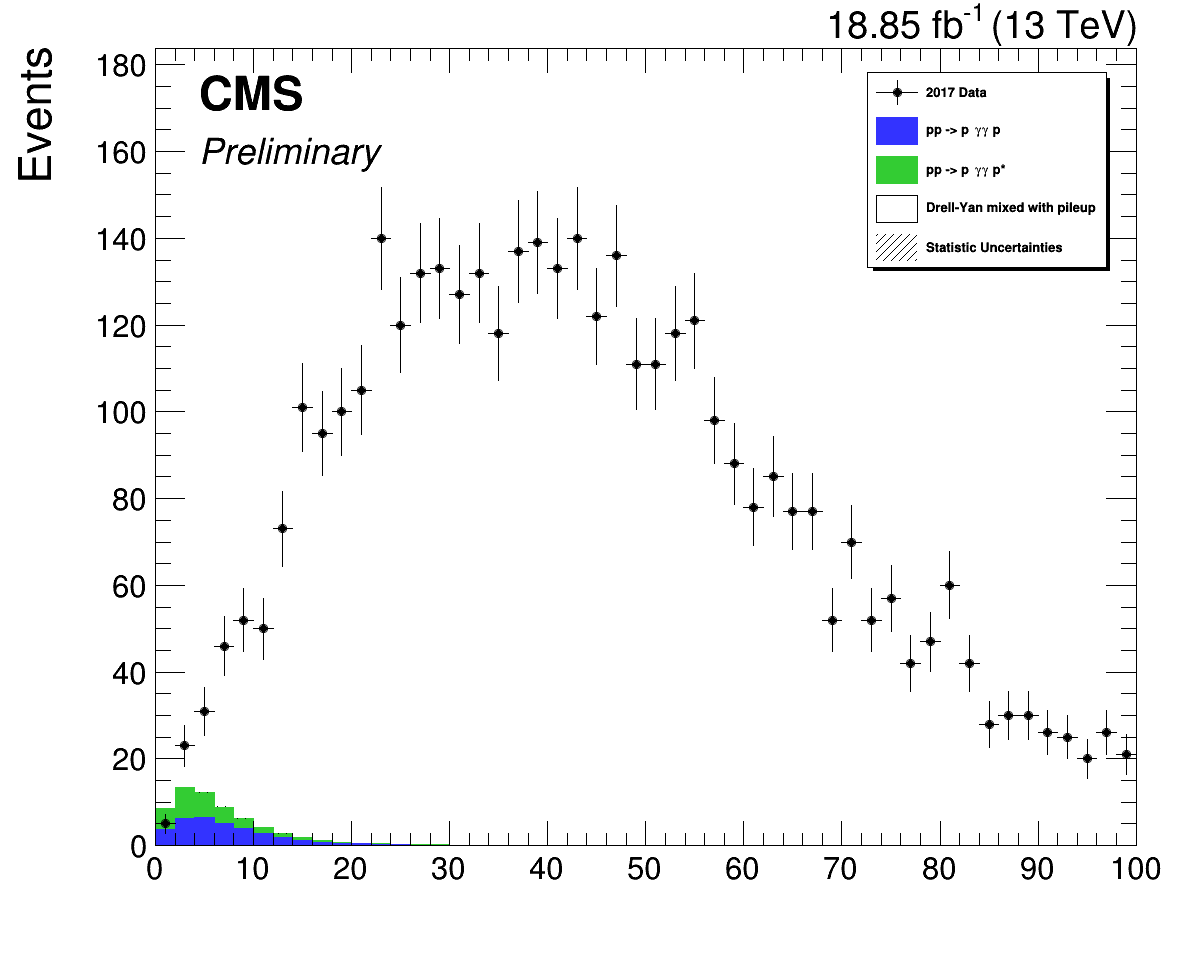 18.85 fb-1 (13 TeV)
Events
CMS
Preliminary
2017 Data
pp -> p γγ p
pp -> p γγ p*
Drell-Yan mixed with pileup
Statistic Uncertainties
180
160
140
120
100
80
60
40
20
0
0 10 20 30 40 50 60 70 80 90 100